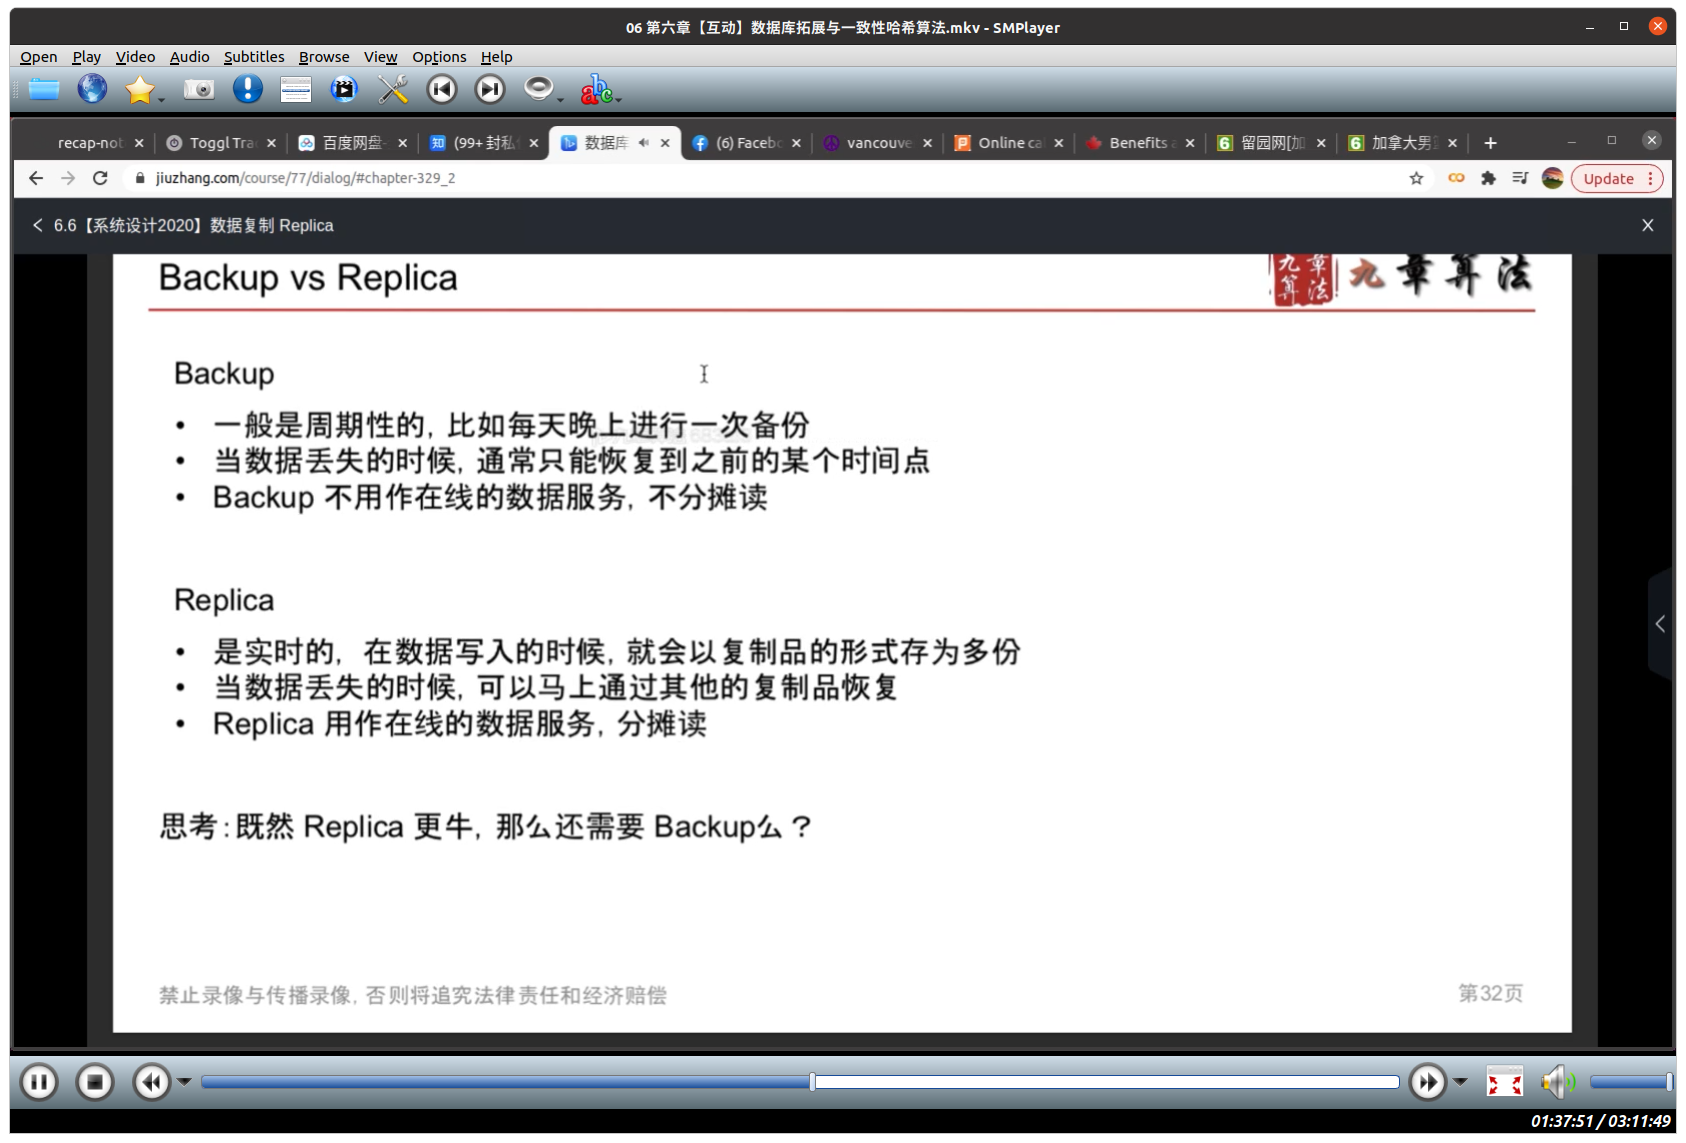 06 第六章【互动】数据库拓展与一致性哈希算法.mkv - SMPlayer
Open Play Video Audio Subtitles Browse View Options Help
recap-not Toggl Tra 百度网盘- (99+ 封私 数据库 (6) Facebo vancouve Online ca Benefits a 留园网[加 加拿大男
jiuzhang.com/course/77/dialog/#chapter-329_2 Update
6.6【系统设计2020】数据复制 Replica
Backup vs Replica
九章算法 九章算法
Backup
• 一般是周期性的, 比如每天晚上进行一次备份
• 当数据丢失的时候, 通常只能恢复到之前的某个时间点
• Backup 不用作在线的数据服务, 不分摊读
Replica
• 是实时的, 在数据写入的时候, 就会以复制品的形式存为多份
• 当数据丢失的时候, 可以马上通过其他的复制品恢复
• Replica 用作在线的数据服务, 分摊读
思考:既然 Replica 更牛, 那么还需要 Backup么？
禁止录像与传播录像, 否则将追究法律责任和经济赔偿
第32页
01:37:51 / 03:11:49